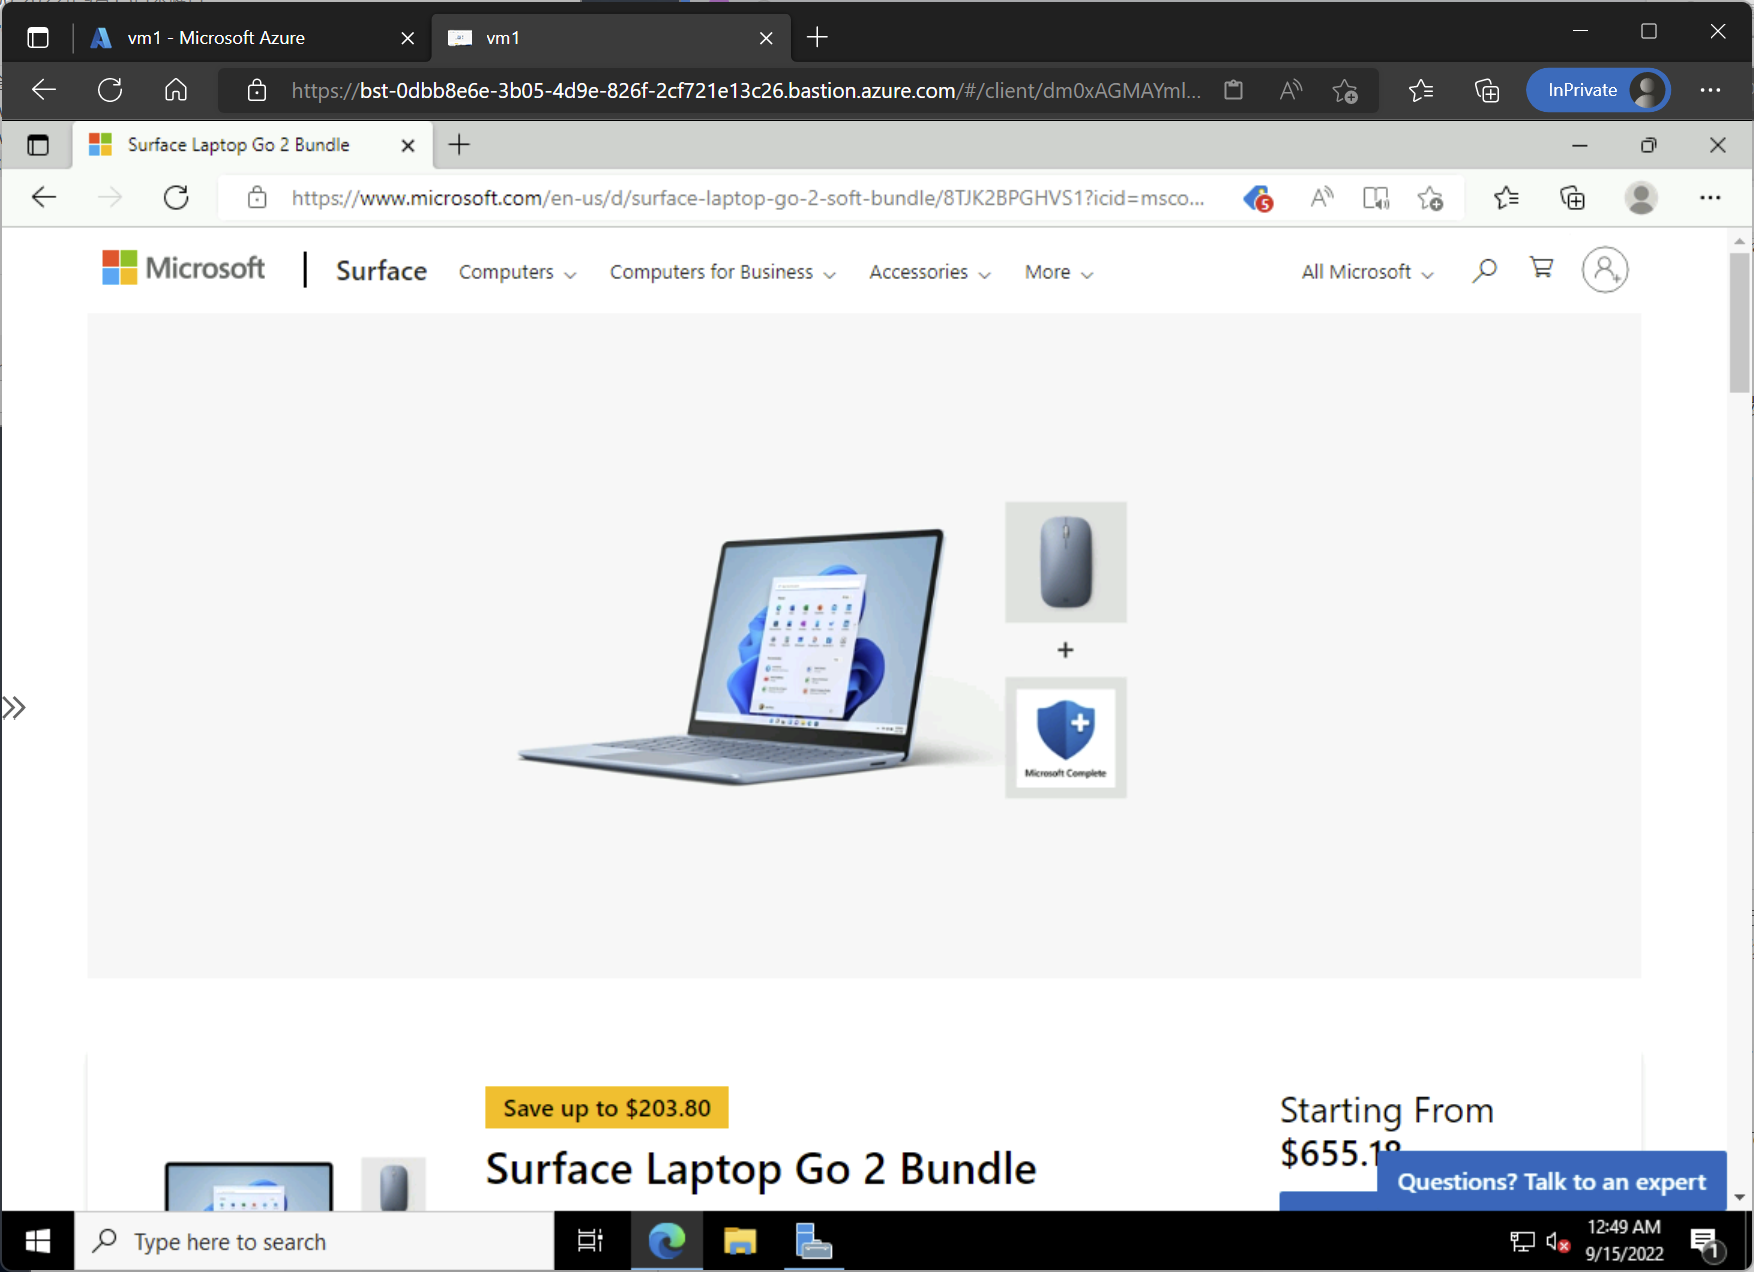 vm1 - Microsoft Azure
vm1
https://bst-0dbb8e6e-3b05-4d9e-826f-2cf721e13c26.bastion.azure.com/#/client/dm0xAGMAYml...
InPrivate
Surface Laptop Go 2 Bundle
https://www.microsoft.com/en-us/d/surface-laptop-go-2-soft-bundle/8TJK2BPGHVS1?icid=msco...
5
Microsoft
Surface
Computers
Computers for Business
Accessories
More
All Microsoft
+
Microsoft Complete
Save up to $203.80
Surface Laptop Go 2 Bundle
Starting From
$655.18
Questions? Talk to an expert
Type here to search
12:49 AM
9/15/2022
1